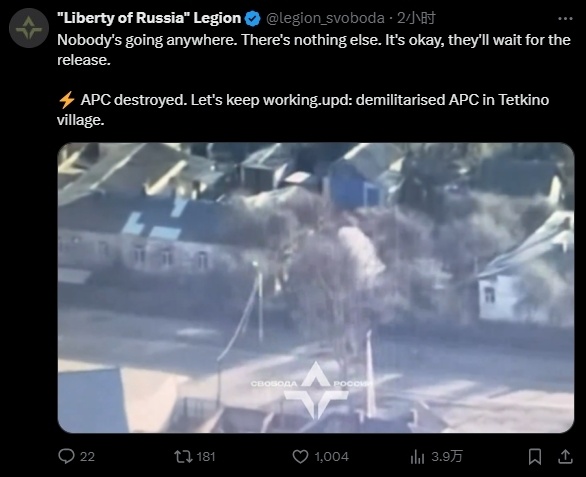 "Liberty of Russia" Legion @legion_svoboda · 2小时
Nobody's going anywhere. There's nothing else. It's okay, they'll wait for the
release.
⚡ APC destroyed. Let's keep working.upd: demilitarised APC in Tetkino
village.
СВОБОДА РОССИИ
22 181 1,004 3.9万